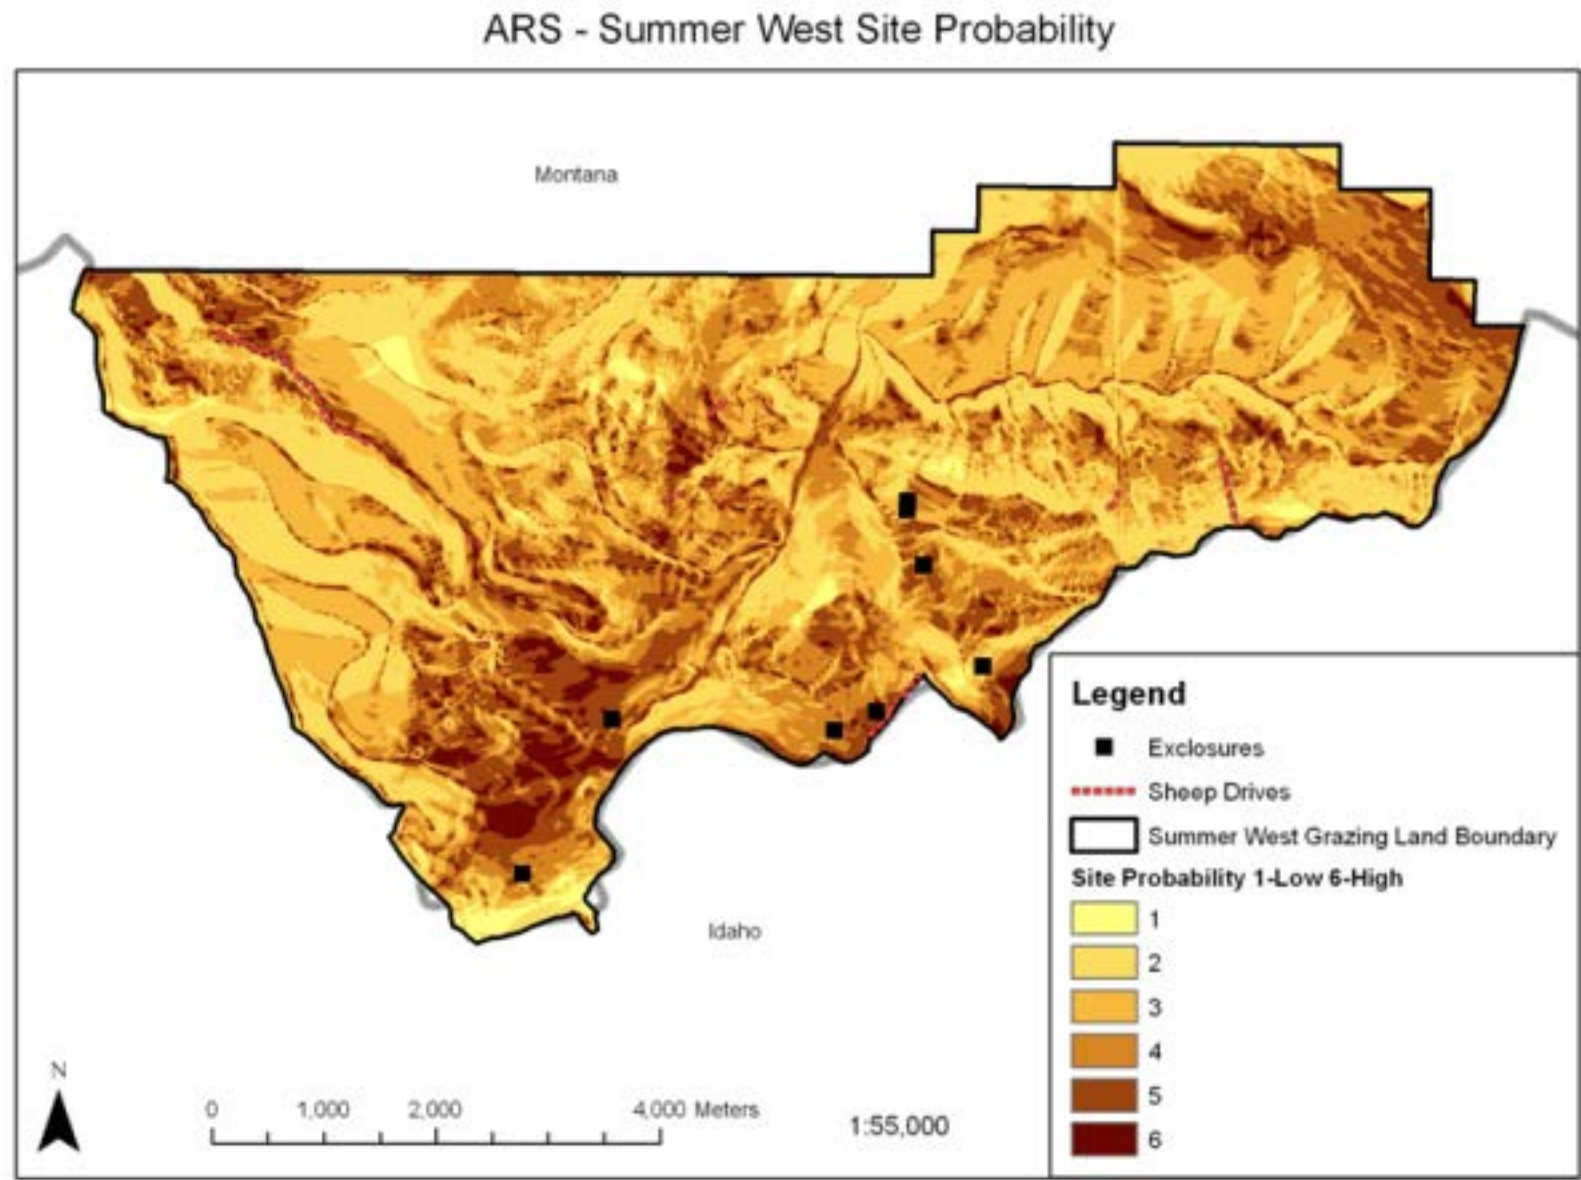 ARS - Summer West Site Probability
Montana
Legend
Exclosures
Sheep Drives
Summer West Grazing Land Boundary
Site Probability 1-Low 6-High
1
2
3
4
5
6
Idaho
N
0 1,000 2,000 4,000 Meters
1:55,000